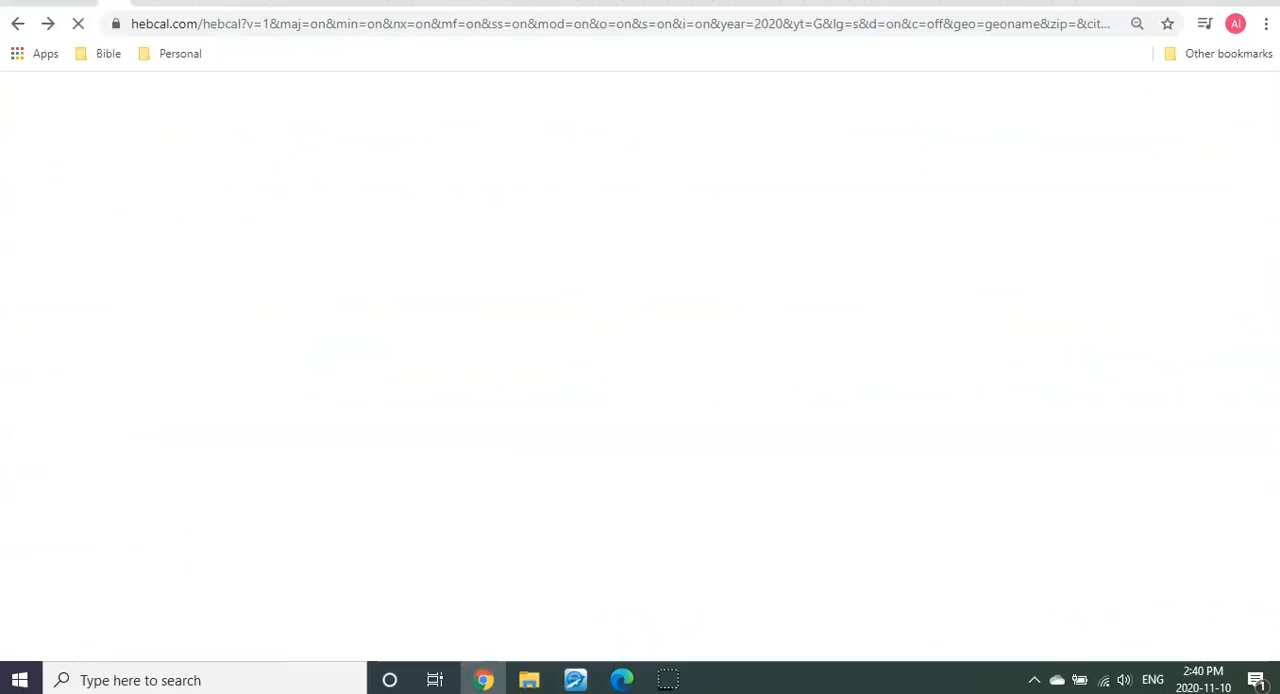 hebcal.com/hebcal?v=1&maj=on&min=on&nx=on&mf=on&ss=on&mod=on&o=on&s=on&i=on&year=2020&yt=G&lg=s&d=on&c=off&geo=geoname&zip=&cit...
AI
Apps
Bible
Personal
Other bookmarks
Type here to search
ENG
2:40 PM
2020-11-10
1